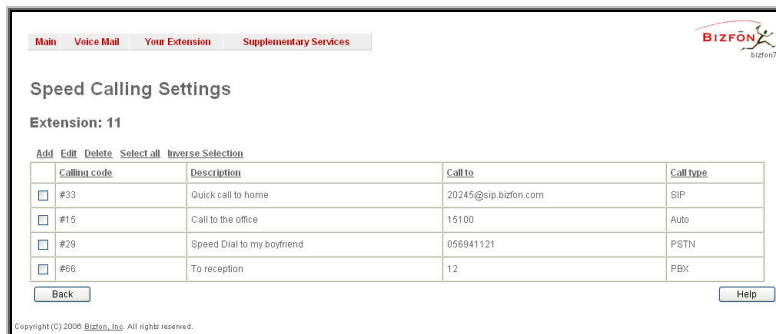 Main Voice Mail Your Extension Supplementary Services
BIZFŌN
bizfon7
Speed Calling Settings
Extension: 11
Add Edit Delete Select all Inverse Selection
Calling code Description Call to Call type
#33 Quick call to home 20245@sip.bizfon.com SIP
#15 Call to the office 15100 Auto
#29 Speed Dial to my boyfriend 056941121 PSTN
#66 To reception 12 PBX
Back Help
Copyright (C) 2006 Bizfon, Inc. All rights reserved.